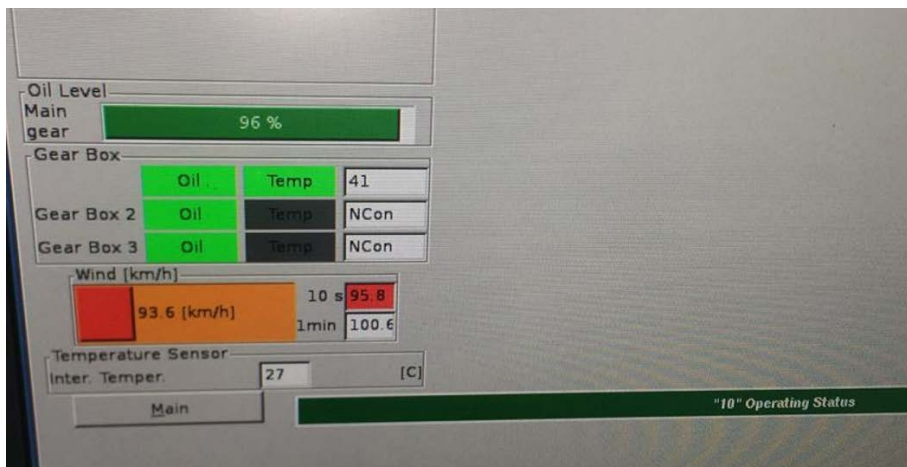 Oil Level
Main
gear
96 %
Gear Box
Oil Temp 41
Gear Box 2 Oil Temp NCon
Gear Box 3 Oil Temp NCon
Wind [km/h]
93.6 [km/h]
10 s 95.8
1min 100.6
Temperature Sensor
Inter. Temper. 27 [C]
Main
"10" Operating Status